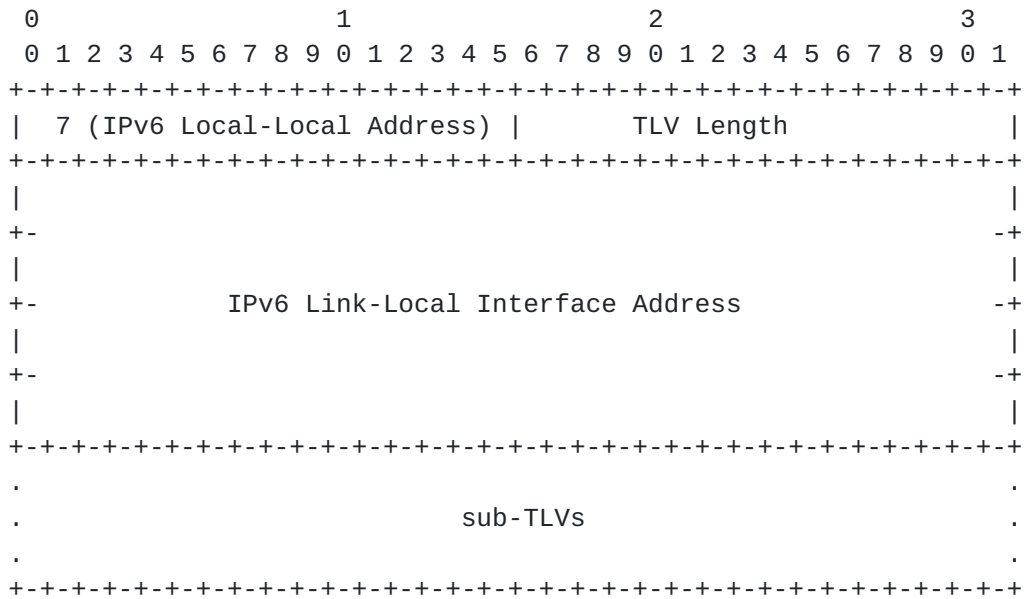 0                   1                   2                   3
 0 1 2 3 4 5 6 7 8 9 0 1 2 3 4 5 6 7 8 9 0 1 2 3 4 5 6 7 8 9 0 1
+-+-+-+-+-+-+-+-+-+-+-+-+-+-+-+-+-+-+-+-+-+-+-+-+-+-+-+-+-+-+-+-+
|  7 (IPv6 Local-Local Address) |       TLV Length              |
+-+-+-+-+-+-+-+-+-+-+-+-+-+-+-+-+-+-+-+-+-+-+-+-+-+-+-+-+-+-+-+-+
|                                                               |
+-                                                             -+
|                                                               |
+-            IPv6 Link-Local Interface Address                -+
|                                                               |
+-                                                             -+
|                                                               |
+-+-+-+-+-+-+-+-+-+-+-+-+-+-+-+-+-+-+-+-+-+-+-+-+-+-+-+-+-+-+-+-+
.                                                               .
.                            sub-TLVs                           .
.                                                               .
+-+-+-+-+-+-+-+-+-+-+-+-+-+-+-+-+-+-+-+-+-+-+-+-+-+-+-+-+-+-+-+-+